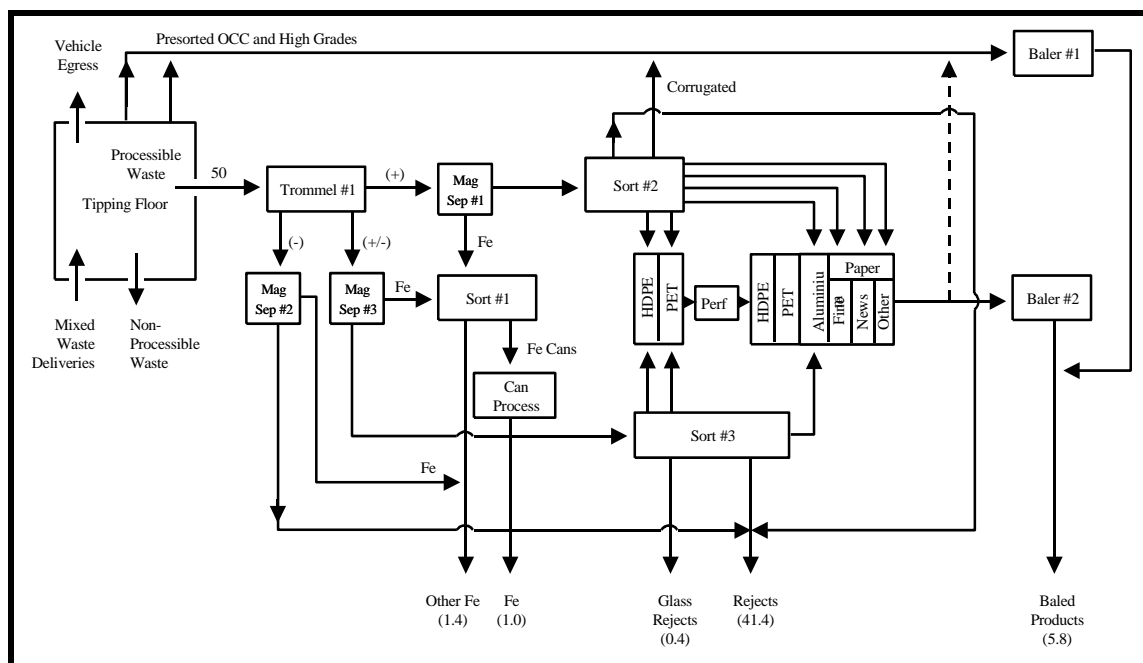 Vehicle
Egress
Presorted OCC and High Grades
Baler #1
Corrugated
Processible
Waste
Tipping Floor
50
Trommel #1
(+)
Mag
Sep #1
Sort #2
(-)
(+/-)
Fe
Mag
Sep #2
Mag
Sep #3
Fe
Sort #1
HDPE
PET
Perf
HDPE
PET
Aluminiu
Paper
Fine
News
Other
Baler #2
Mixed
Waste
Deliveries
Non-
Processible
Waste
Fe Cans
Can
Process
Sort #3
Fe
Other Fe
(1.4)
Fe
(1.0)
Glass
Rejects
(0.4)
Rejects
(41.4)
Baled
Products
(5.8)